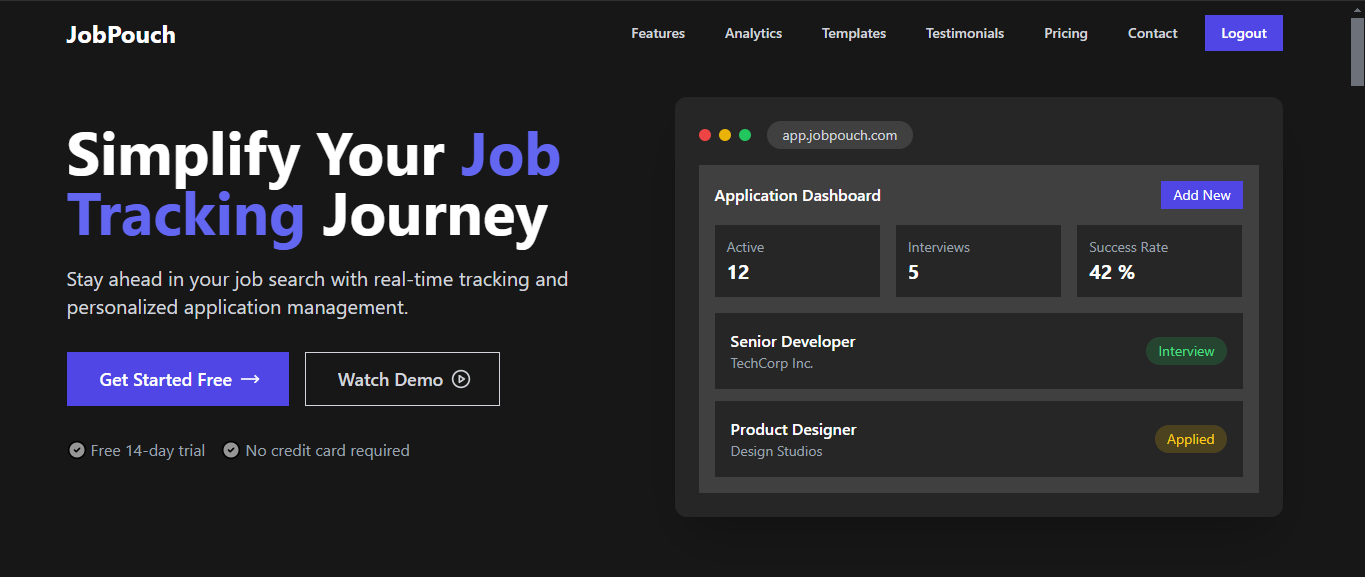 JobPouch
Features
Analytics
Templates
Testimonials
Pricing
Contact
Logout
Simplify Your Job
Tracking Journey
Stay ahead in your job search with real-time tracking and
personalized application management.
Get Started Free
Watch Demo
Free 14-day trial
No credit card required
app.jobpouch.com
Application Dashboard
Add New
Active
12
Interviews
5
Success Rate
42 %
Senior Developer
TechCorp Inc.
Interview
Product Designer
Design Studios
Applied